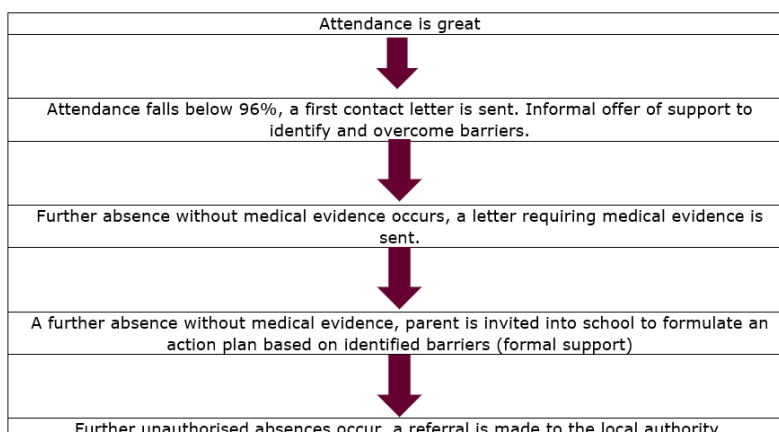 Attendance is great
Attendance falls below 96%, a first contact letter is sent. Informal offer of support to
identify and overcome barriers.
Further absence without medical evidence occurs, a letter requiring medical evidence is
sent.
A further absence without medical evidence, parent is invited into school to formulate an
action plan based on identified barriers (formal support)
Further unauthorised absences occur, a referral is made to the local authority